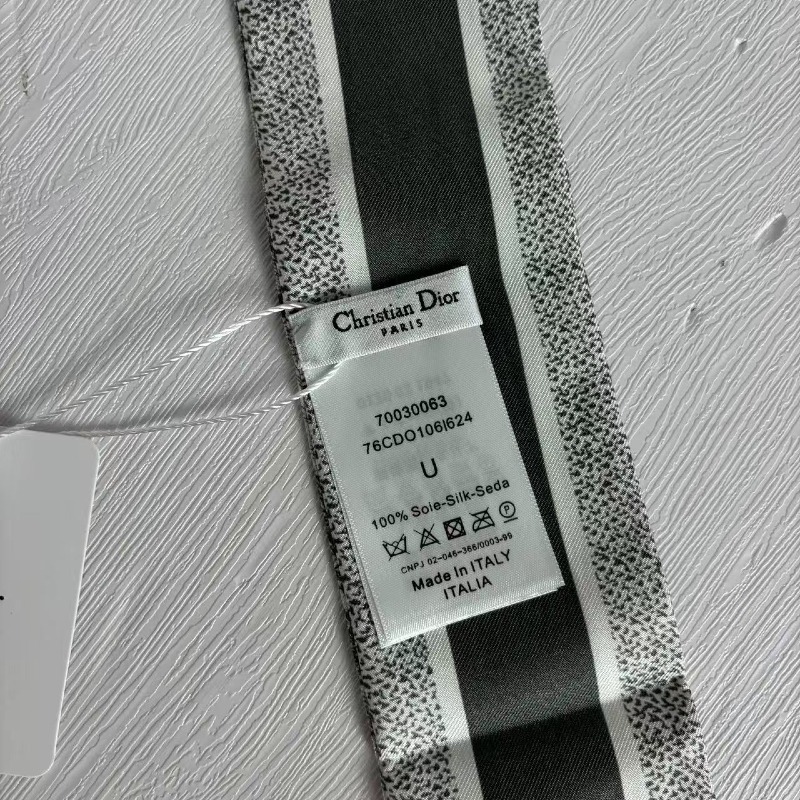 Christian Dior
PARIS
70030063
76CDO106I624
U
100% Soie-Silk-Seda
CNPJ 02-046-366/0003-99
Made In ITALY
ITALIA